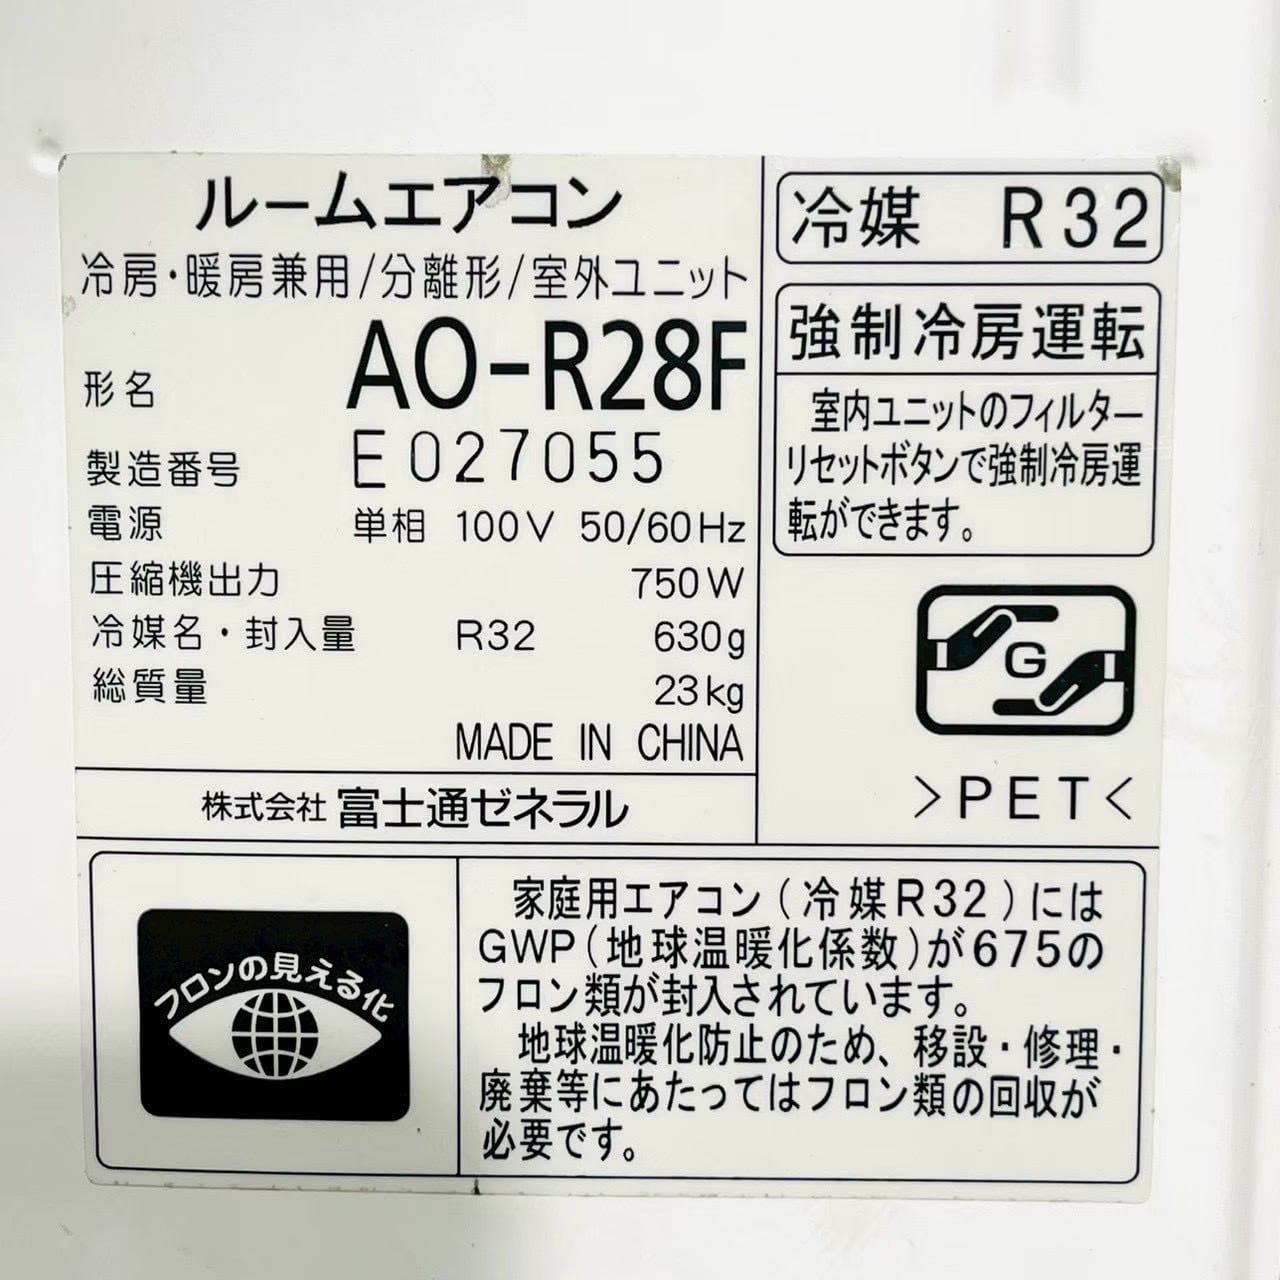 ルームエアコン
冷房・暖房兼用/分離形/室外ユニット
形名 AO-R28F
製造番号 E027055
電源 単相 100V 50/60Hz
圧縮機出力 750W
冷媒名・封入量 R32 630g
総質量 23kg
MADE IN CHINA
株式会社 富士通ゼネラル
冷媒 R32
強制冷房運転
室内ユニットのフィルター
リセットボタンで強制冷房運
転ができます。
G
>PET<
フロンの見える化
家庭用エアコン(冷媒R32)には
GWP(地球温暖化係数)が675の
フロン類が封入されています。
地球温暖化防止のため、移設・修理・
廃棄等にあたってはフロン類の回収が
必要です。